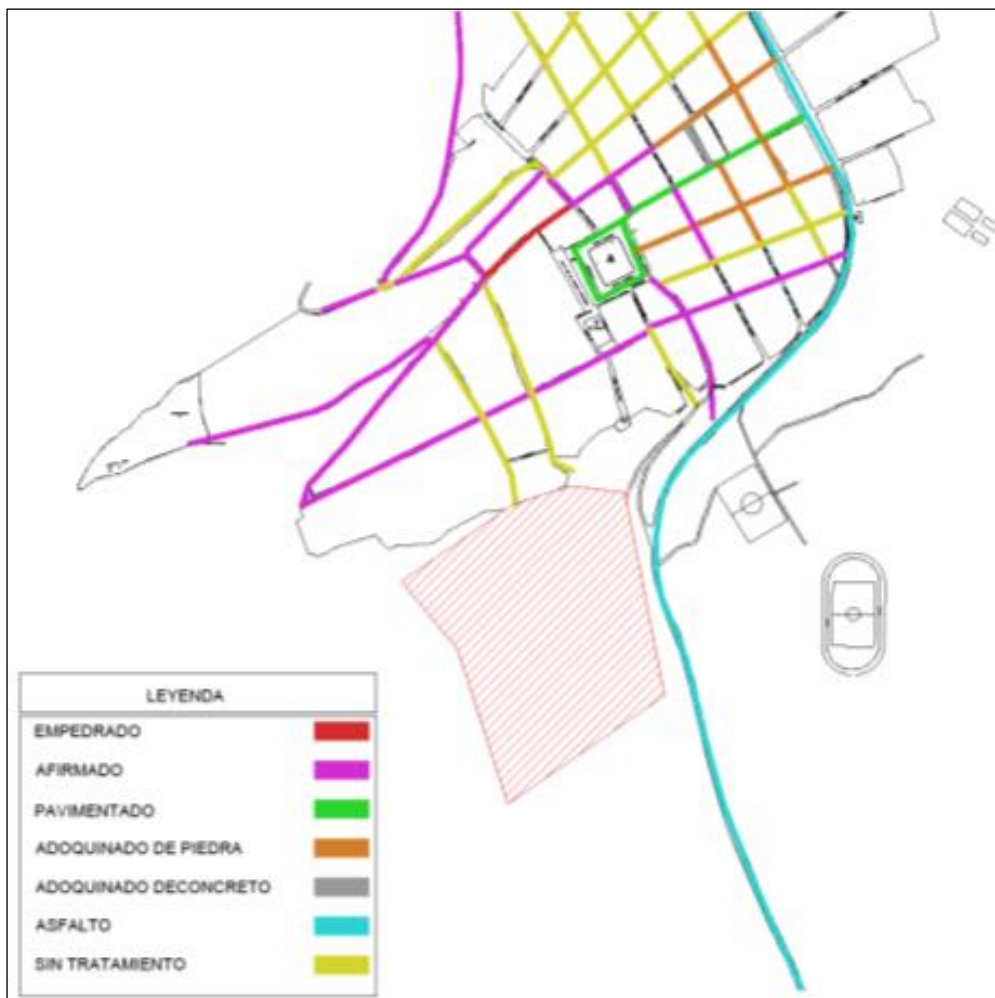 LEYENDA
EMPEDRADO
AFIRMADO
PAVIMENTADO
ADOQUINADO DE PIEDRA
ADOQUINADO DECONCRETO
ASFALTO
SIN TRATAMIENTO